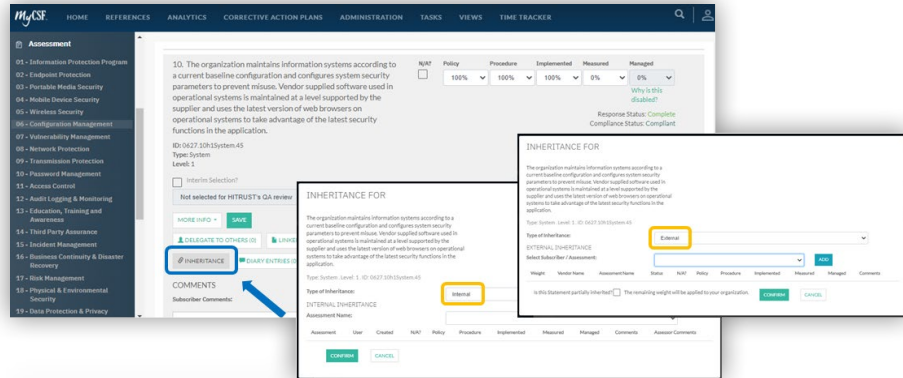 MyCSF. HOME REFERENCES ANALYTICS CORRECTIVE ACTION PLANS ADMINISTRATION TASKS VIEWS TIME TRACKER
Assessment
01 - Information Protection Program
02 - Endpoint Protection
03 - Portable Media Security
04 - Mobile Device Security
05 - Wireless Security
06 - Configuration Management
07 - Vulnerability Management
08 - Network Protection
09 - Transmission Protection
10 - Password Management
11 - Access Control
12 - Audit Logging & Monitoring
13 - Education, Training and
Awareness
14 - Third Party Assurance
15 - Incident Management
16 - Business Continuity & Disaster
Recovery
17 - Risk Management
18 - Physical & Environmental
Security
19 - Data Protection & Privacy
10. The organization maintains information systems according to
a current baseline configuration and configures system security
parameters to prevent misuse. Vendor supplied software used in
operational systems is maintained at a level supported by the
supplier and uses the latest version of web browsers on
operational systems to take advantage of the latest security
functions in the application.
N/A? Policy Procedure Implemented Measured Managed
100% 100% 100% 0% 0%
Why is this
disabled?
Response Status: Complete
Compliance Status: Compliant
ID: 0627.10h1System.45
Type: System
Level: 1
Interim Selection?
Not selected for HITRUST's QA review
MORE INFO SAVE
DELEGATE TO OTHERS (0) LINKED
INHERITANCE DIARY ENTRIES (0)
COMMENTS
Subscriber Comments:
INHERITANCE FOR
The organization maintains information systems according to a
current baseline configuration and configures system security
parameters to prevent misuse. Vendor supplied software used in
operational systems is maintained at a level supported by the
supplier and uses the latest version of web browsers on operational
systems to take advantage of the latest security functions in the
application.
Type: System Level: 1 ID: 0627.10h1System.45
Type of Inheritance: Internal
INTERNAL INHERITANCE
Assessment Name:
Assessment User Created N/A? Policy Procedure Implemented Measured Managed Comments Assessor Comments
CONFIRM CANCEL
INHERITANCE FOR
The organization maintains information systems according to a
current baseline configuration and configures system security
parameters to prevent misuse. Vendor supplied software used in
operational systems is maintained at a level supported by the
supplier and uses the latest version of web browsers on operational
systems to take advantage of the latest security functions in the
application.
Type: System Level: 1 ID: 0627.10h1System.45
Type of Inheritance: External
EXTERNAL INHERITANCE
Select Subscriber / Assessment: ADD
Weight Vendor Name Assessment Name Status N/A? Policy Procedure Implemented Measured Managed Comments
Is this Statement partially Inherited? The remaining weight will be applied to your organization. CONFIRM CANCEL